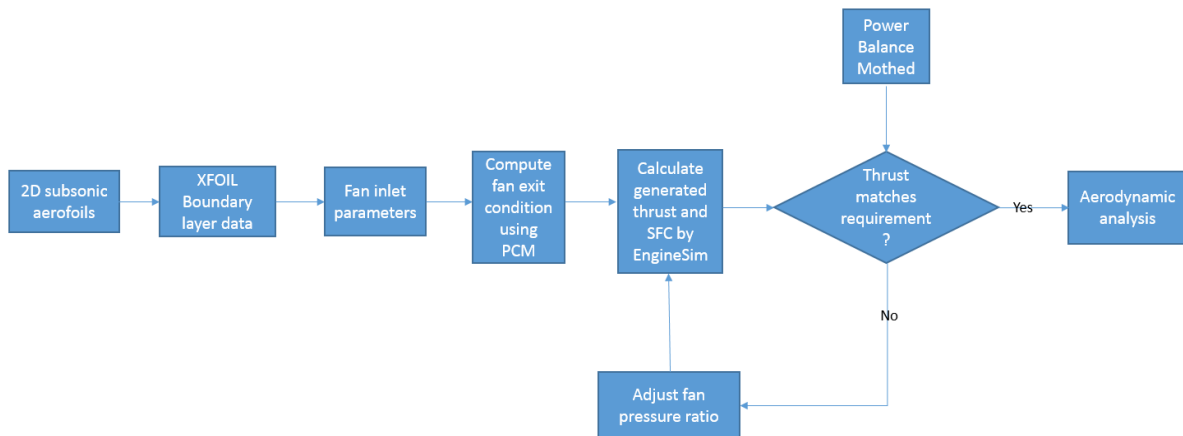 2D subsonic
aerofoils
XFOIL
Boundary
layer data
Fan inlet
parameters
Compute
fan exit
condition
using
PCM
Calculate
generated
thrust and
SFC by
EngineSim
Power
Balance
Mothed
Thrust
matches
requirement
?
Yes
Aerodynamic
analysis
No
Adjust fan
pressure ratio